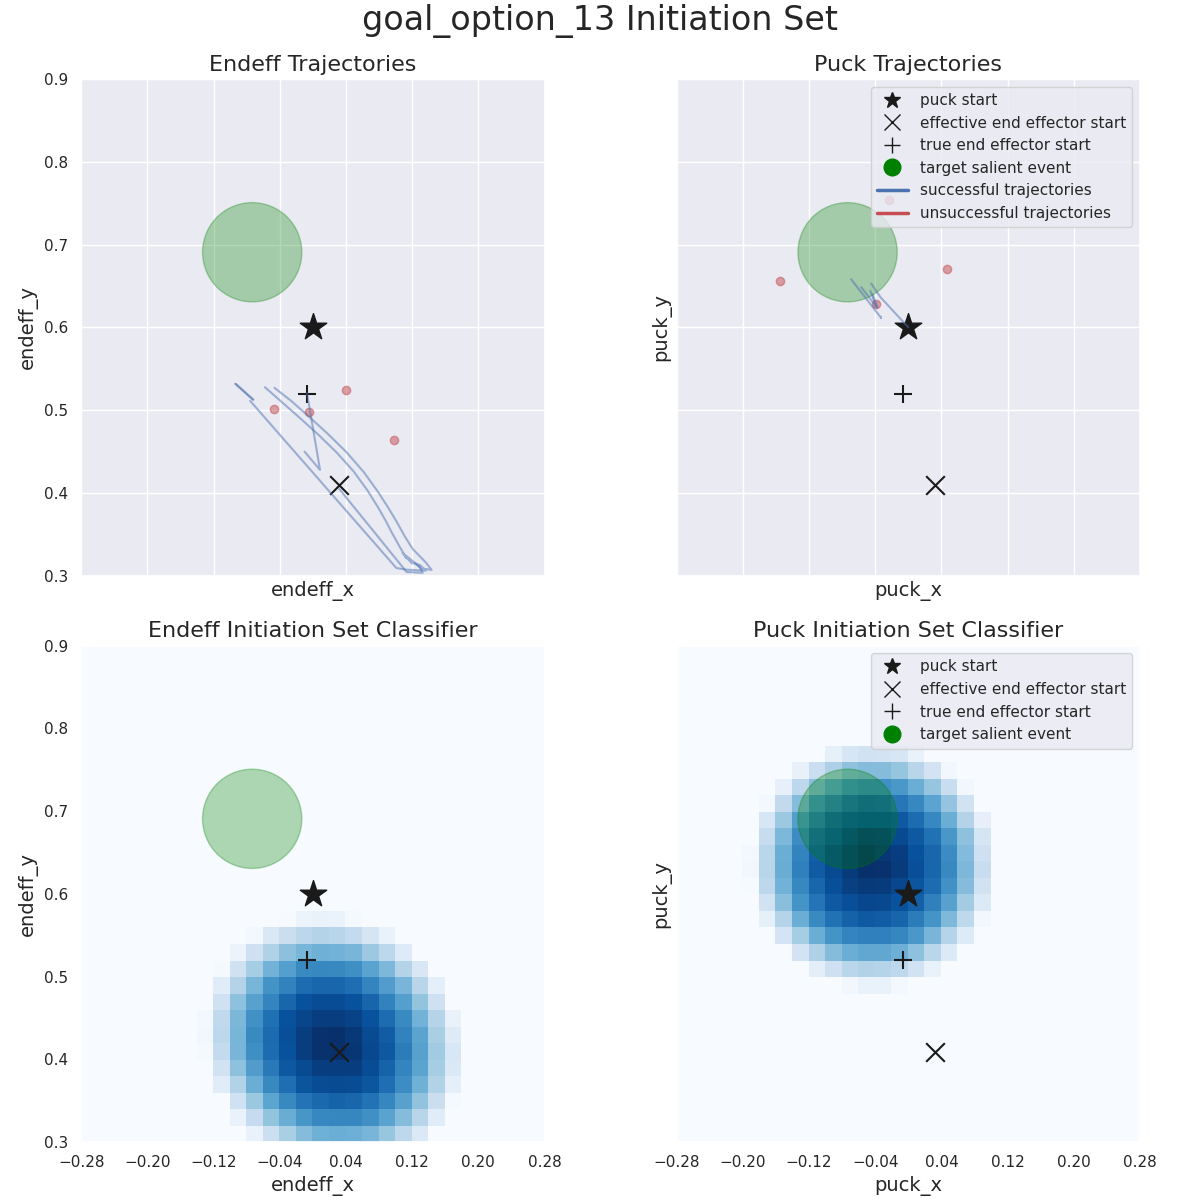 goal_option_13 Initiation Set
Endeff Trajectories
0.9
0.8
0.7
0.6
0.5
0.4
0.3
endeff_y
endeff_x
Puck Trajectories
puck start
effective end effector start
true end effector start
target salient event
successful trajectories
unsuccessful trajectories
puck_y
puck_x
Endeff Initiation Set Classifier
0.9
0.8
0.7
0.6
0.5
0.4
0.3
endeff_y
−0.28 −0.20 −0.12 −0.04 0.04 0.12 0.20 0.28
endeff_x
Puck Initiation Set Classifier
puck start
effective end effector start
true end effector start
target salient event
puck_y
−0.28 −0.20 −0.12 −0.04 0.04 0.12 0.20 0.28
puck_x